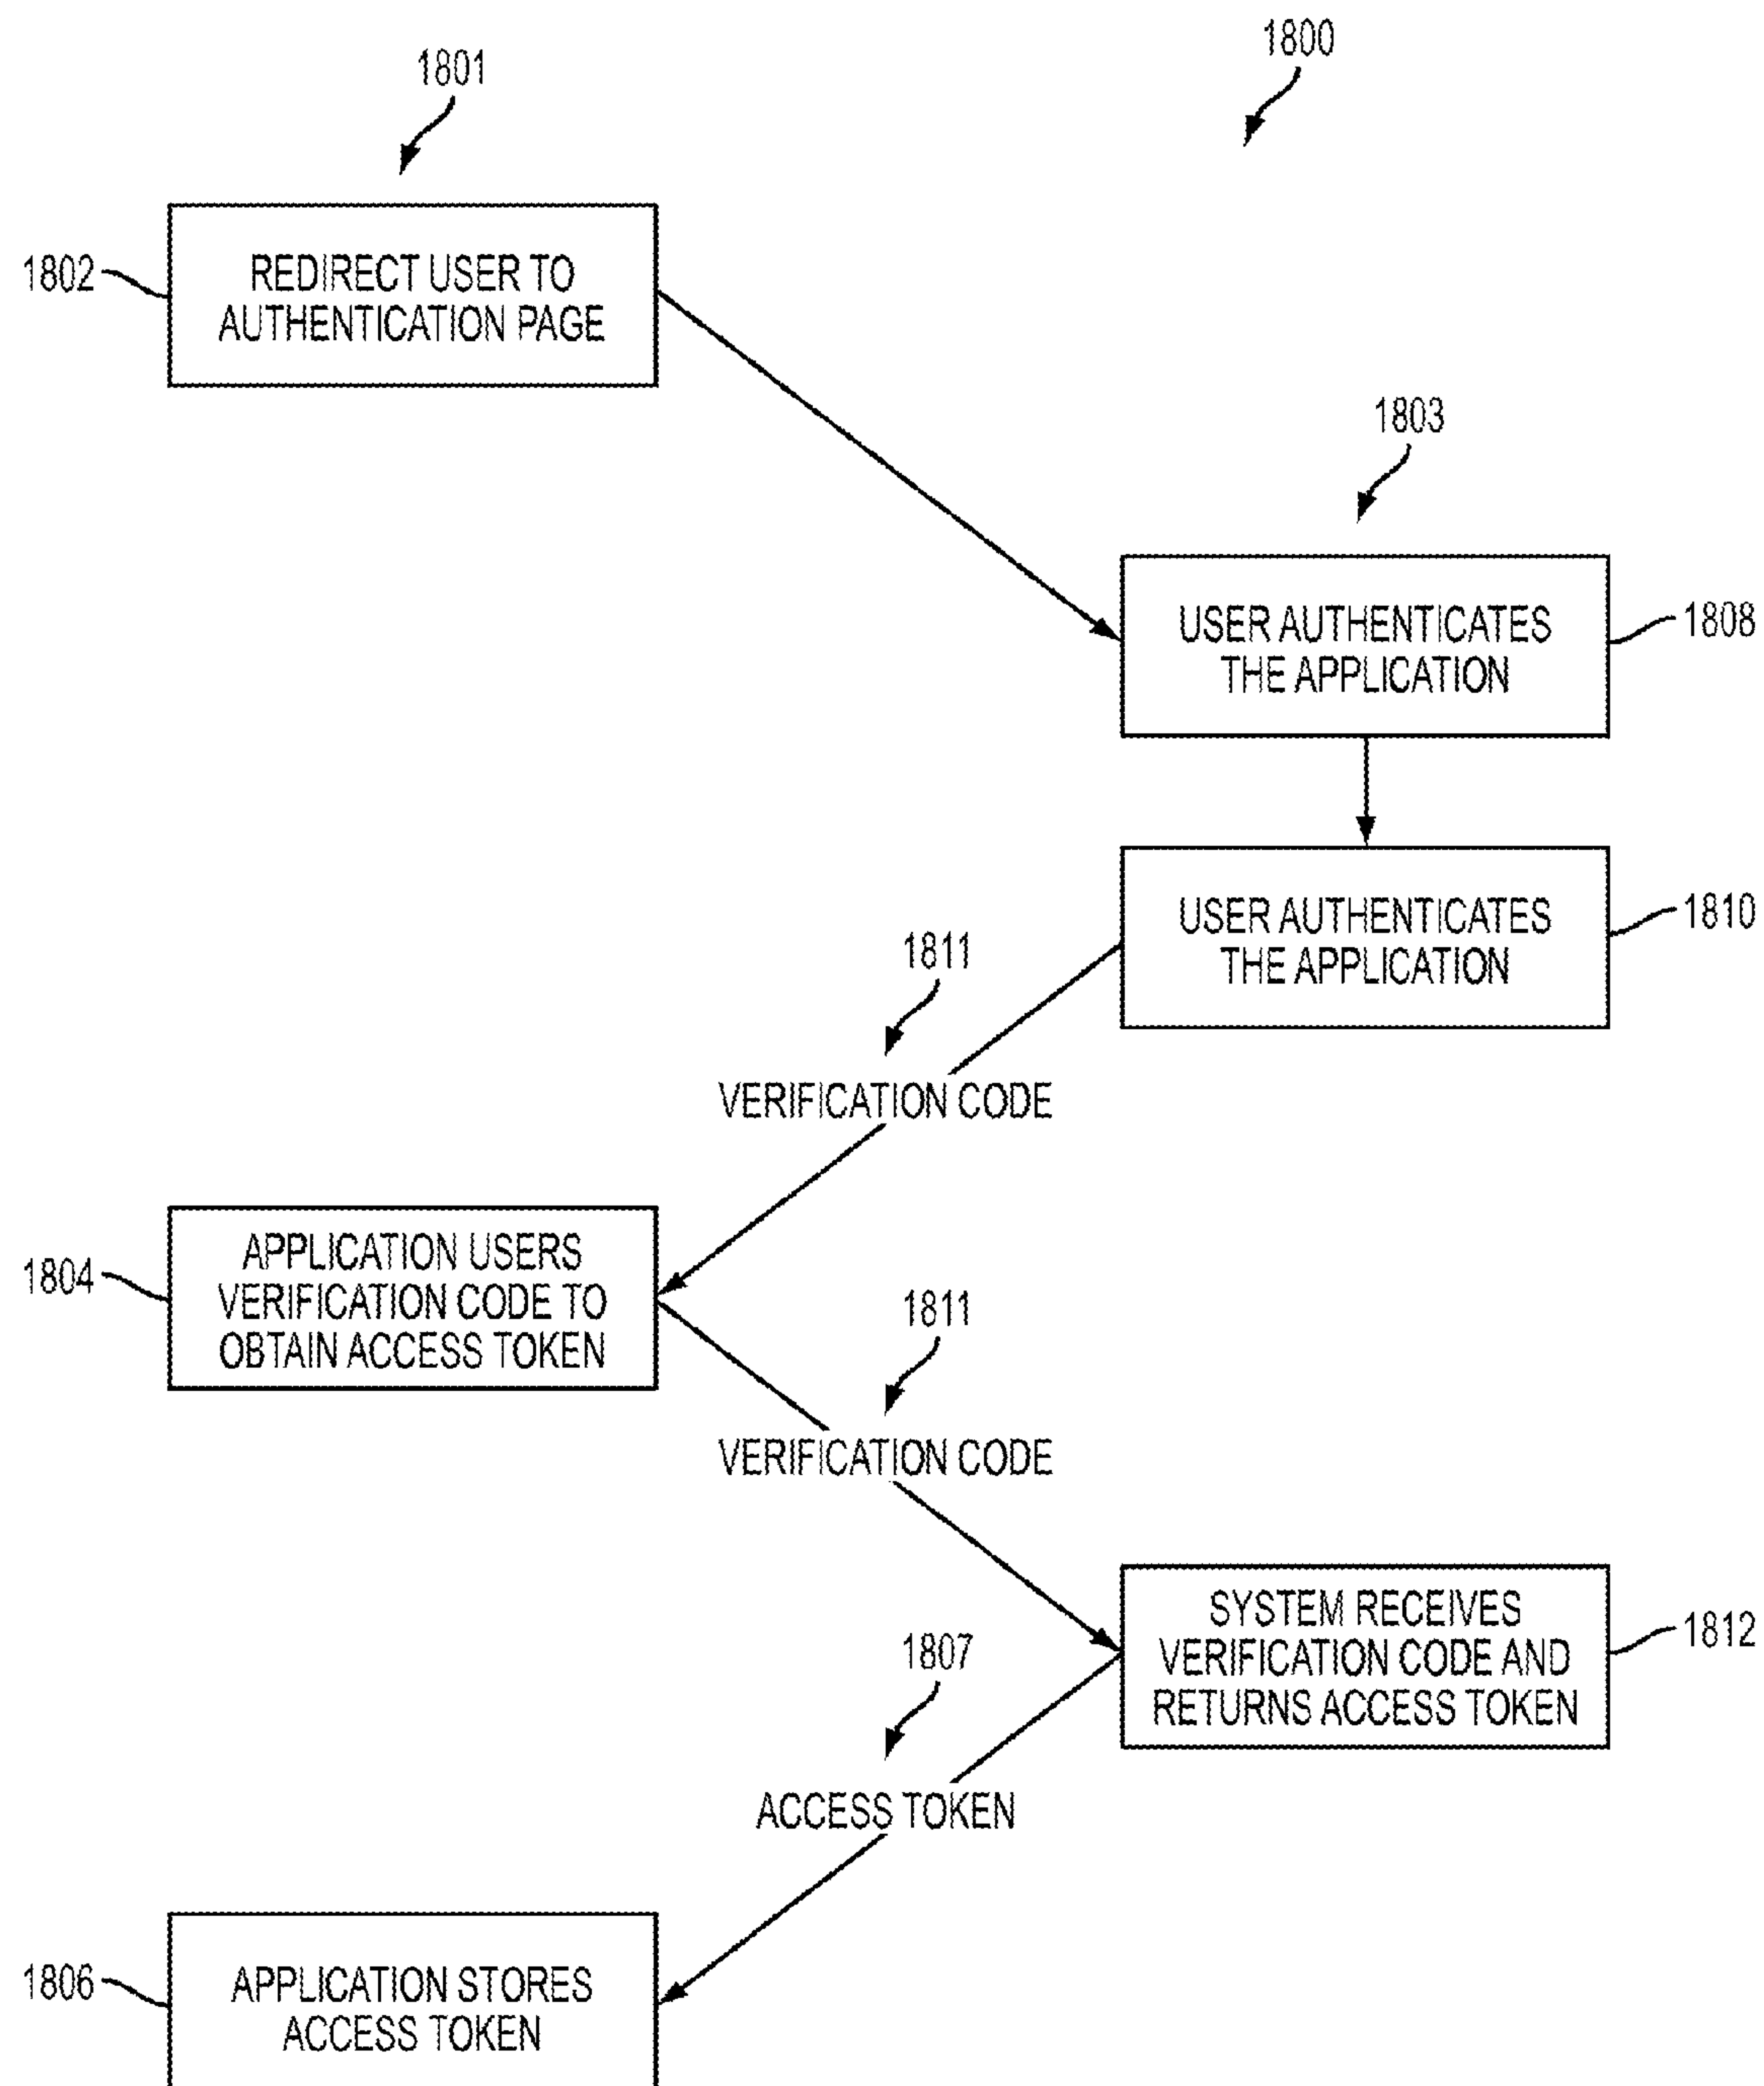 1800
1801
1802
REDIRECT USER TO
AUTHENTICATION PAGE
1803
USER AUTHENTICATES
THE APPLICATION
1808
USER AUTHENTICATES
THE APPLICATION
1810
1811
VERIFICATION CODE
1804
APPLICATION USERS
VERIFICATION CODE TO
OBTAIN ACCESS TOKEN
1811
VERIFICATION CODE
SYSTEM RECEIVES
VERIFICATION CODE AND
RETURNS ACCESS TOKEN
1812
1807
ACCESS TOKEN
1806
APPLICATION STORES
ACCESS TOKEN